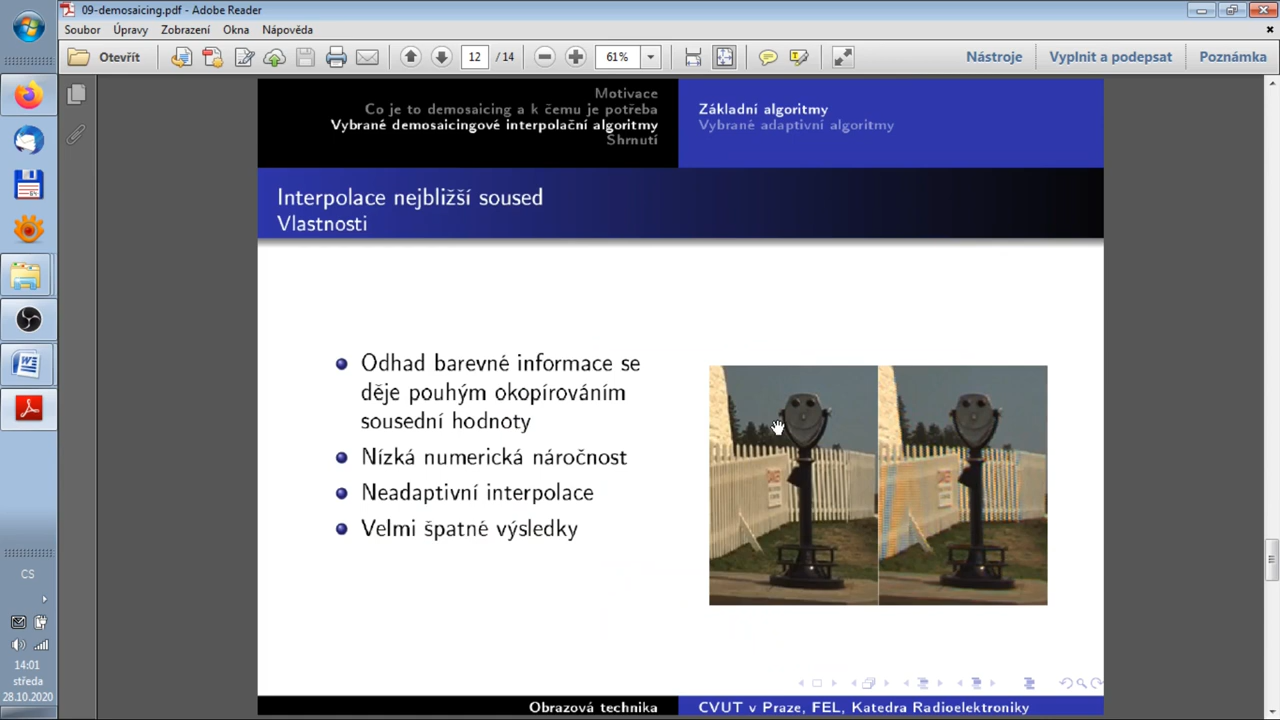 09-demosaicing.pdf - Adobe Reader
Soubor Úpravy Zobrazení Okna Nápověda
Otevřít 12 / 14 61% Nástroje Vyplnit a podepsat Poznámka
Motivace
Co je to demosaicing a k čemu je potřeba
Vybrané demosaicingové interpolační algoritmy
Shrnutí
Základní algoritmy
Vybrané adaptivní algoritmy
Interpolace nejbližší soused
Vlastnosti
Odhad barevné informace se
děje pouhým okopírováním
sousední hodnoty
Nízká numerická náročnost
Neadaptivní interpolace
Velmi špatné výsledky
Obrazová technika
ČVUT v Praze, FEL, Katedra Radioelektroniky
CS
14:01
středa
28.10.2020